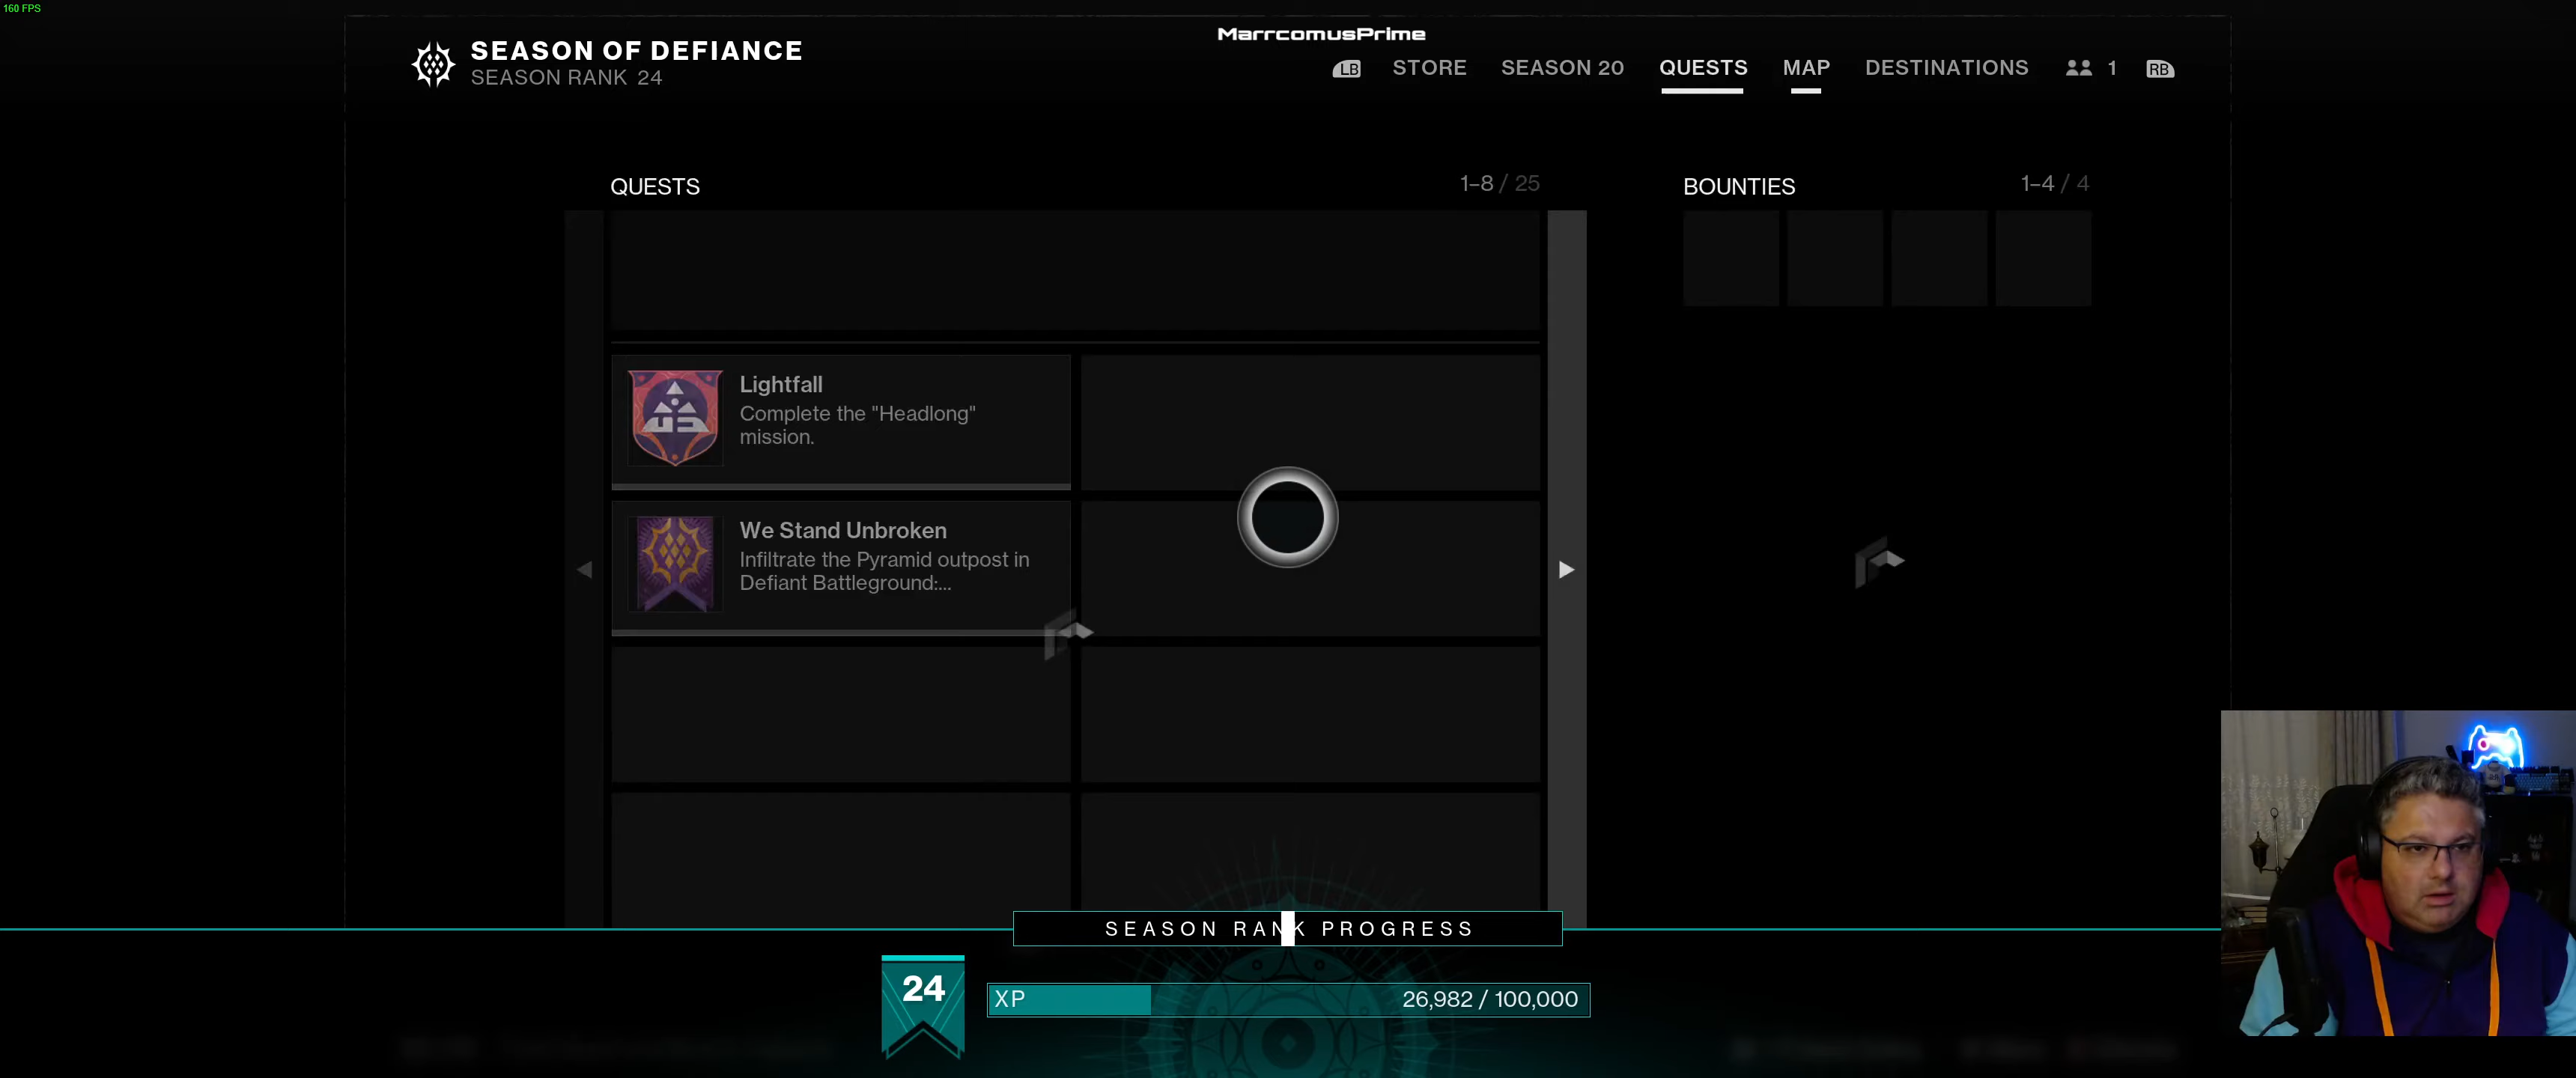 160 FPS
MarrcomusPrime
SEASON OF DEFIANCE
SEASON RANK 24
LB STORE SEASON 20 QUESTS MAP DESTINATIONS 1 RB
QUESTS 1–8 / 25
BOUNTIES 1–4 / 4
Lightfall
Complete the "Headlong"
mission.
We Stand Unbroken
Infiltrate the Pyramid outpost in
Defiant Battleground:...
SEASON RANK PROGRESS
24
XP 26,982 / 100,000